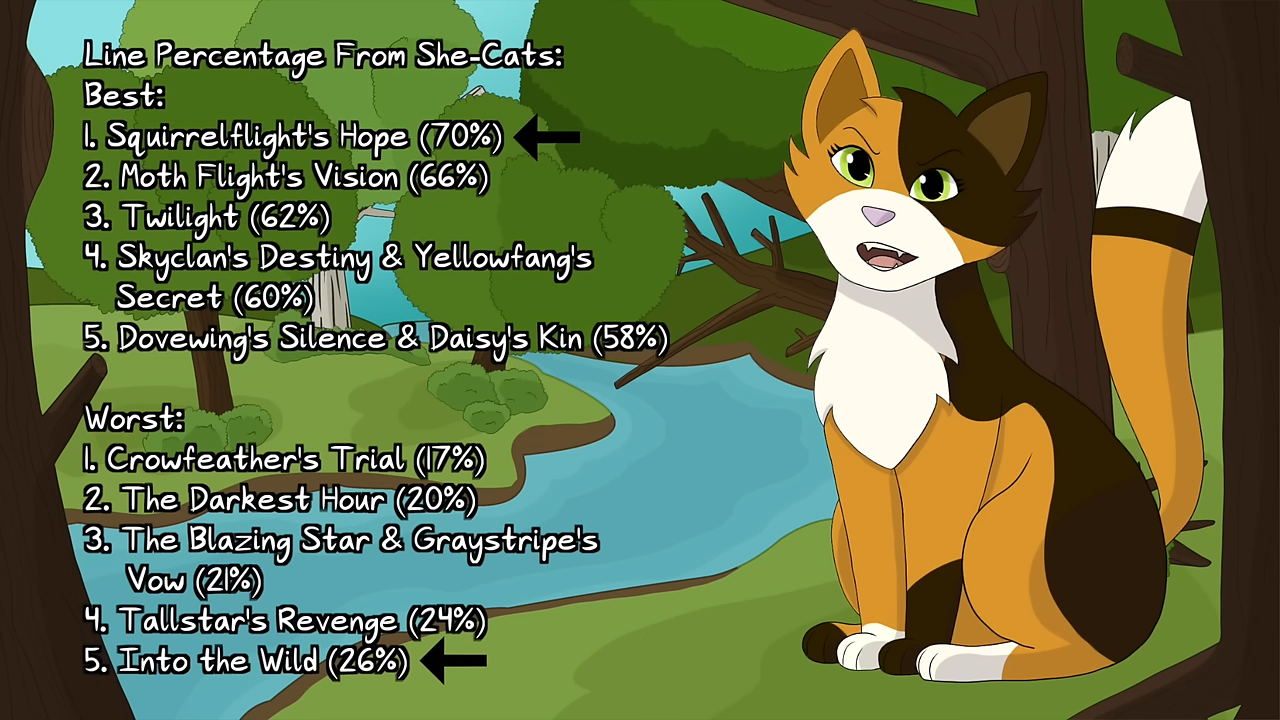 Line Percentage From She-Cats:
Best:
1. Squirrelflight's Hope (70%)
2. Moth Flight's Vision (66%)
3. Twilight (62%)
4. Skyclan's Destiny & Yellowfang's
Secret (60%)
5. Dovewing's Silence & Daisy's Kin (58%)
Worst:
1. Crowfeather's Trial (17%)
2. The Darkest Hour (20%)
3. The Blazing Star & Graystripe's
Vow (21%)
4. Tallstar's Revenge (24%)
5. Into the Wild (26%)